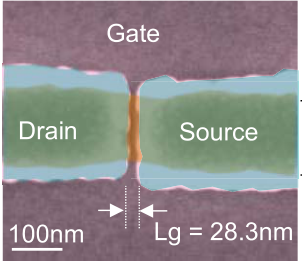 Gate
Drain
Source
100nm
Lg = 28.3nm